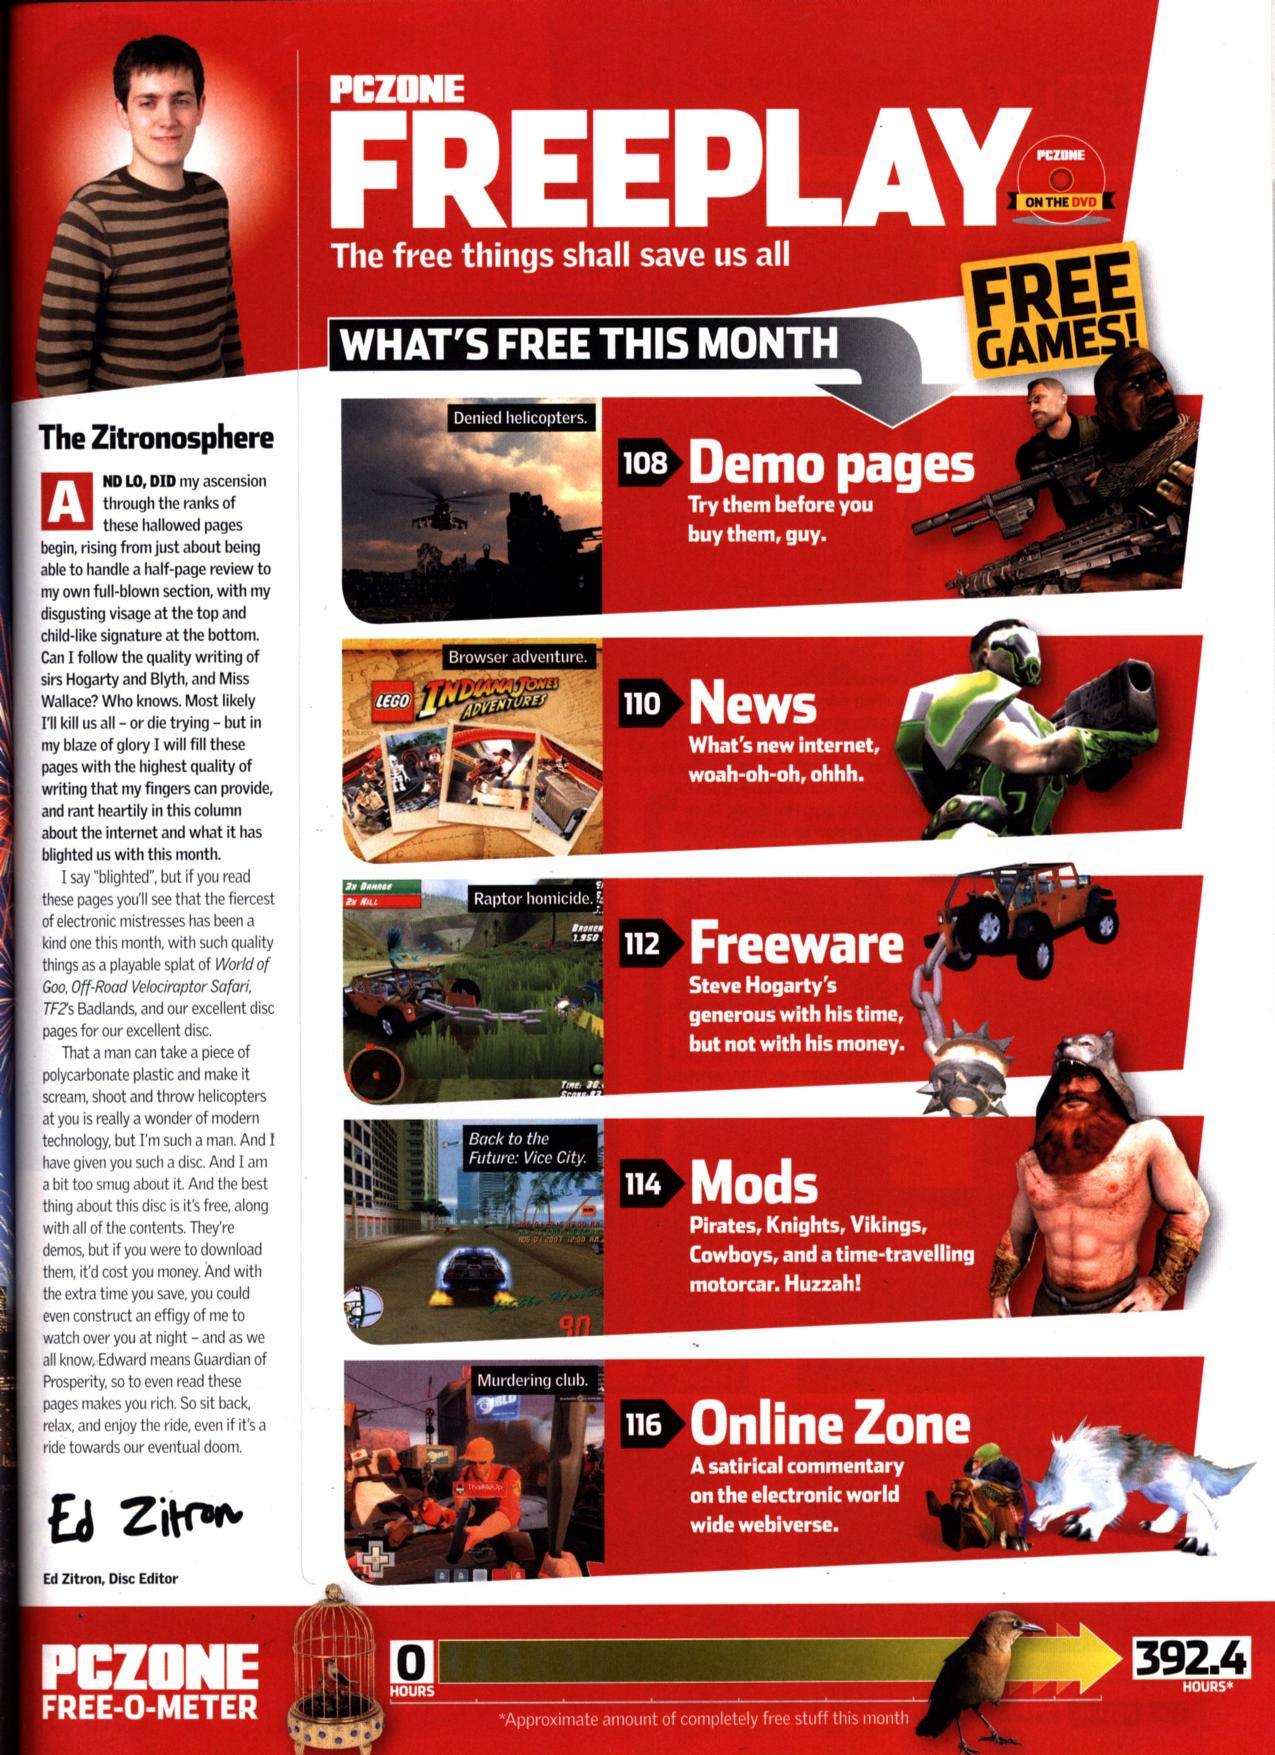 PCZONE
FREEPLAY
PCZONE
ON THE DVD
The free things shall save us all
FREE
GAMES!
WHAT'S FREE THIS MONTH
The Zitronosphere
AND LO, DID my ascension
through the ranks of
these hallowed pages
begin, rising from just about being
able to handle a half-page review to
my own full-blown section, with my
disgusting visage at the top and
child-like signature at the bottom.
Can I follow the quality writing of
sirs Hogarty and Blyth, and Miss
Wallace? Who knows. Most likely
I'll kill us all – or die trying – but in
my blaze of glory I will fill these
pages with the highest quality of
writing that my fingers can provide,
and rant heartily in this column
about the internet and what it has
blighted us with this month.
I say "blighted", but if you read
these pages you'll see that the fiercest
of electronic mistresses has been a
kind one this month, with such quality
things as a playable splat of World of
Goo, Off-Road Velociraptor Safari,
TF2's Badlands, and our excellent disc
pages for our excellent disc.
That a man can take a piece of
polycarbonate plastic and make it
scream, shoot and throw helicopters
at you is really a wonder of modern
technology, but I'm such a man. And I
have given you such a disc. And I am
a bit too smug about it. And the best
thing about this disc is it's free, along
with all of the contents. They're
demos, but if you were to download
them, it'd cost you money. And with
the extra time you save, you could
even construct an effigy of me to
watch over you at night – and as we
all know, Edward means Guardian of
Prosperity, so to even read these
pages makes you rich. So sit back,
relax, and enjoy the ride, even if it's a
ride towards our eventual doom.
Ed Zitron
Ed Zitron, Disc Editor
Denied helicopters.
108 Demo pages
Try them before you
buy them, guy.
Browser adventure.
LEGO INDIANA JONES
ADVENTURES
110 News
What's new internet,
woah-oh-oh, ohhh.
3x DAMAGE
2x KILL
Raptor homicide.
BROKEN
1,950
112 Freeware
Steve Hogarty's
generous with his time,
but not with his money.
Back to the
Future: Vice City.
90
114 Mods
Pirates, Knights, Vikings,
Cowboys, and a time-travelling
motorcar. Huzzah!
Murdering club.
116 Online Zone
A satirical commentary
on the electronic world
wide webiverse.
PCZONE
FREE-O-METER
0
HOURS
392.4
HOURS*
*Approximate amount of completely free stuff this month